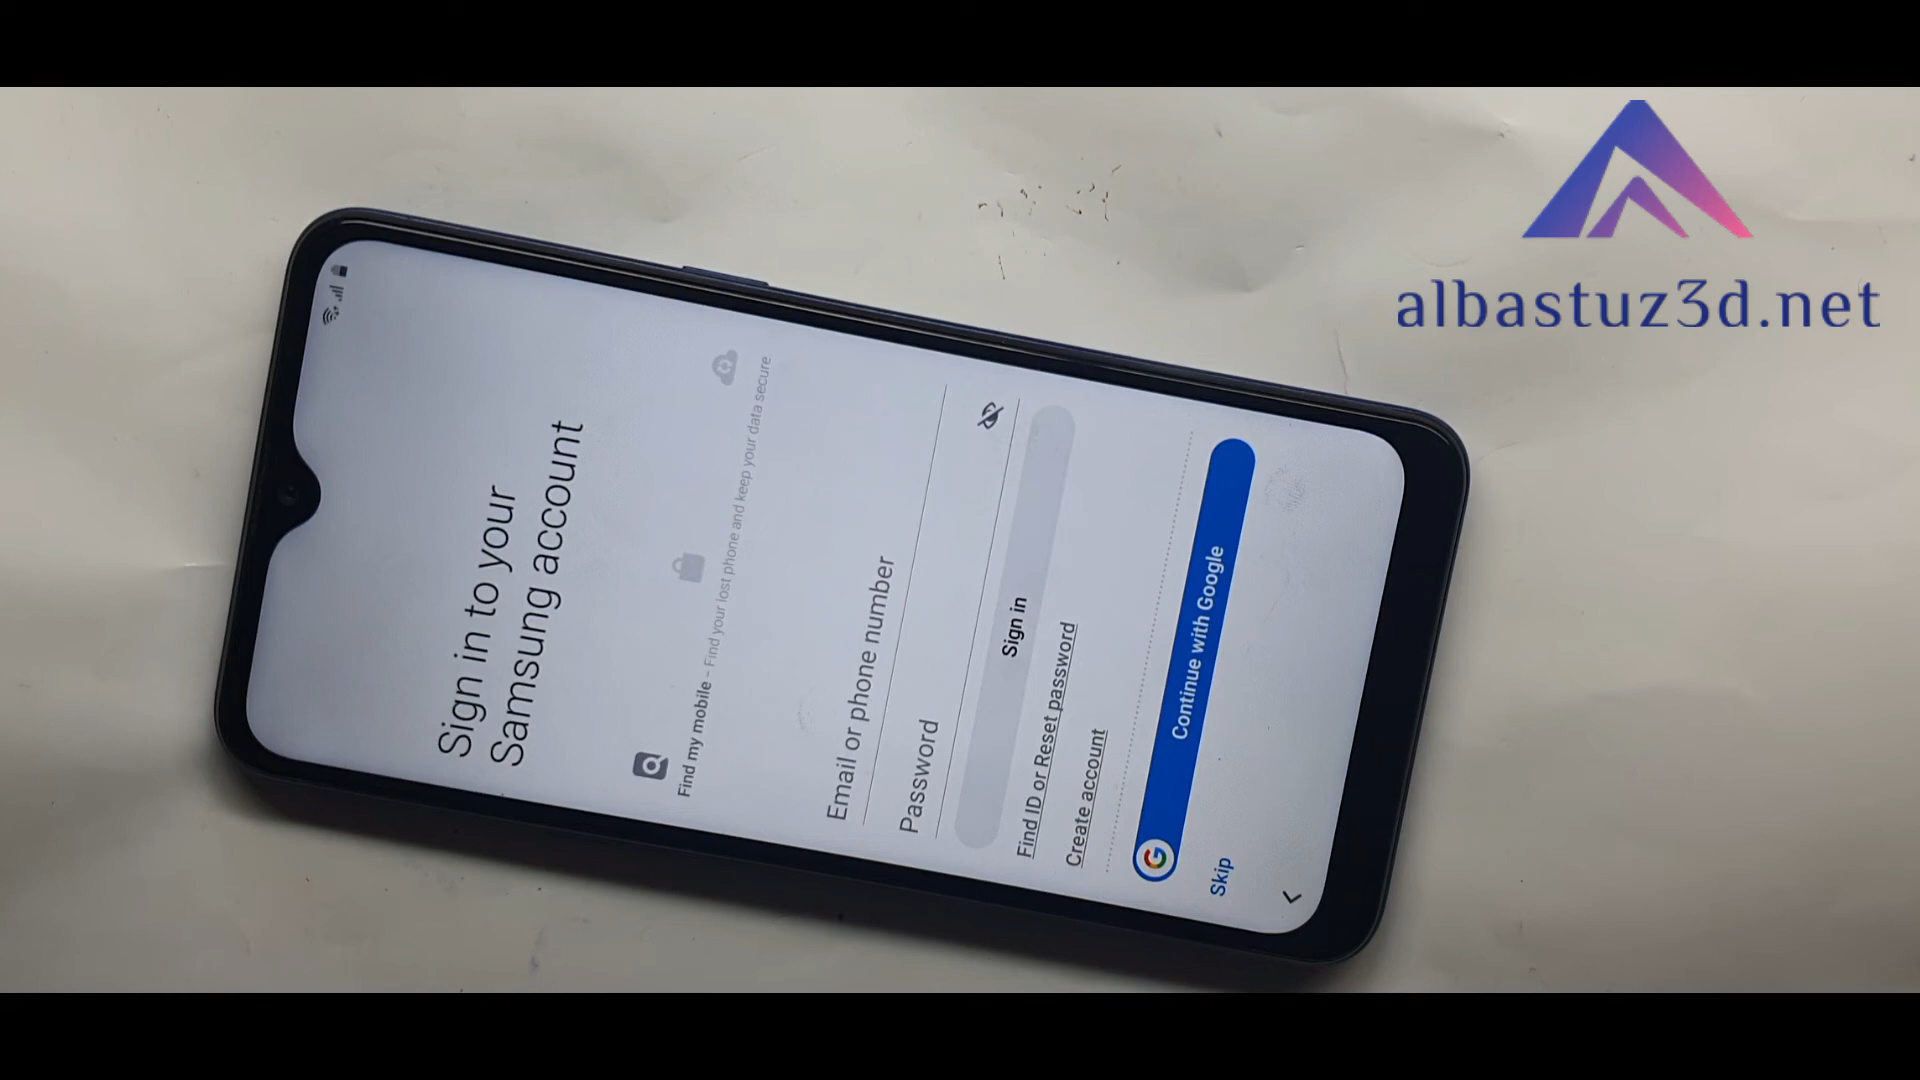 albastuz3d.net
Sign in to your
Samsung account
Find my mobile - Find your lost phone and keep your data secure.
Email or phone number
Password
Sign in
Find ID or Reset password
Create account
G
Continue with Google
Skip